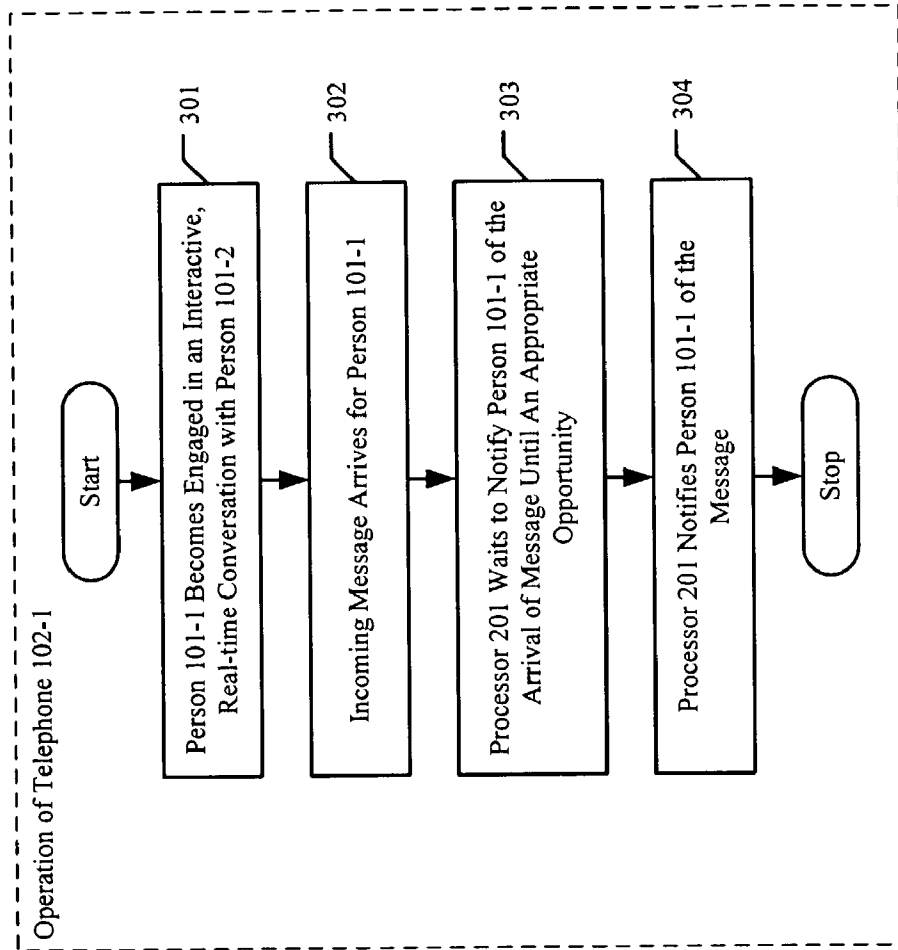 Operation of Telephone 102-1
Start
301
Person 101-1 Becomes Engaged in an Interactive,
Real-time Conversation with Person 101-2
302
Incoming Message Arrives for Person 101-1
303
Processor 201 Waits to Notify Person 101-1 of the
Arrival of Message Until An Appropriate
Opportunity
304
Processor 201 Notifies Person 101-1 of the
Message
Stop